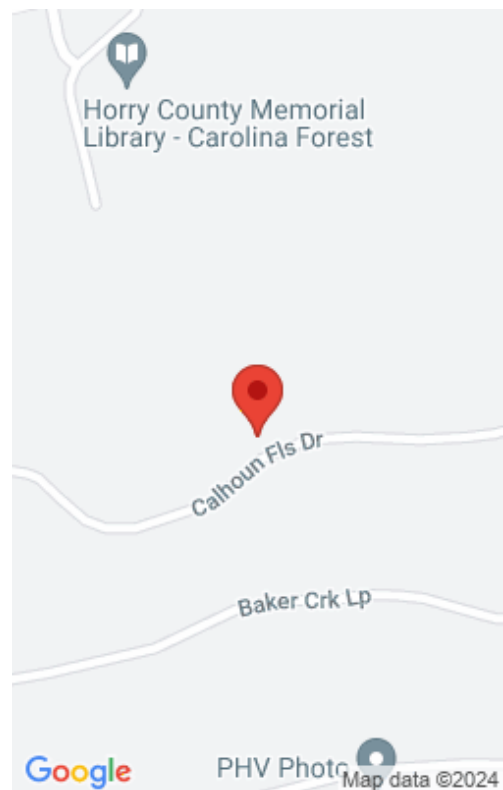 Horry County Memorial
Library - Carolina Forest
Calhoun Fls Dr
Baker Crk Lp
PHV Photo
Google
Map data ©2024